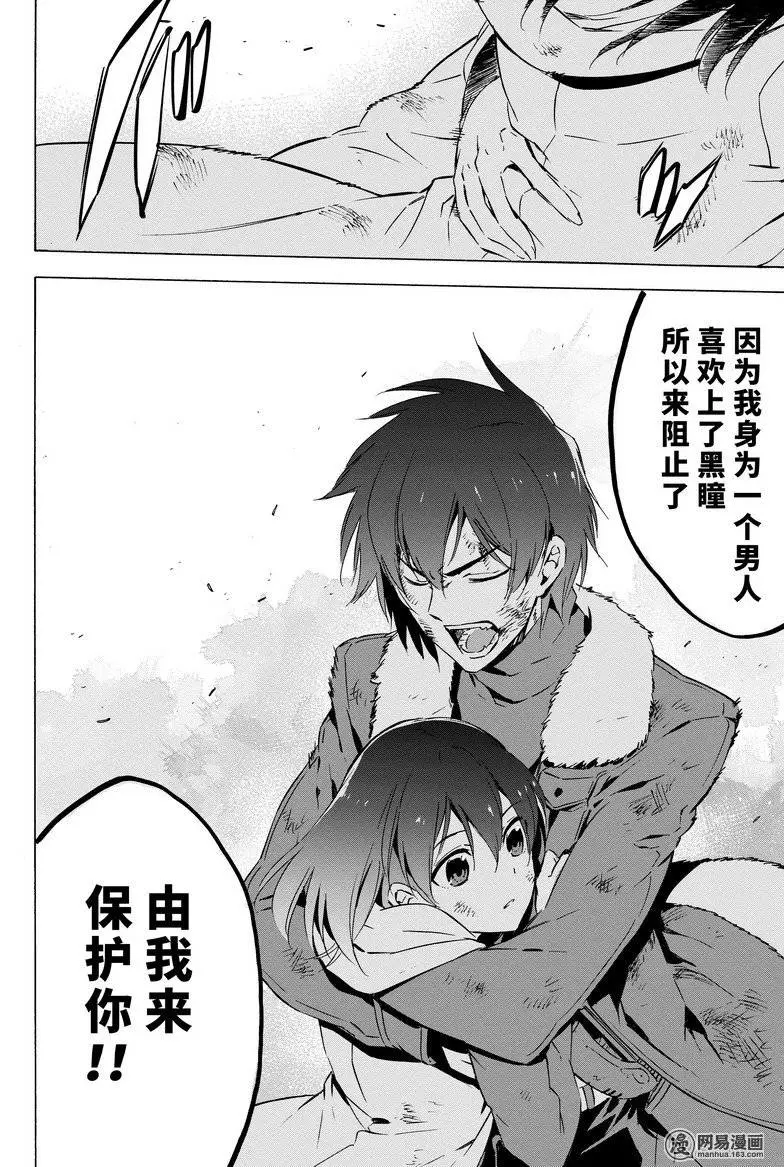 因为我身为一个男人
喜欢上了黑瞳
所以来阻止了
由我来
保护你!!
漫 网易漫画
manhua.163.com